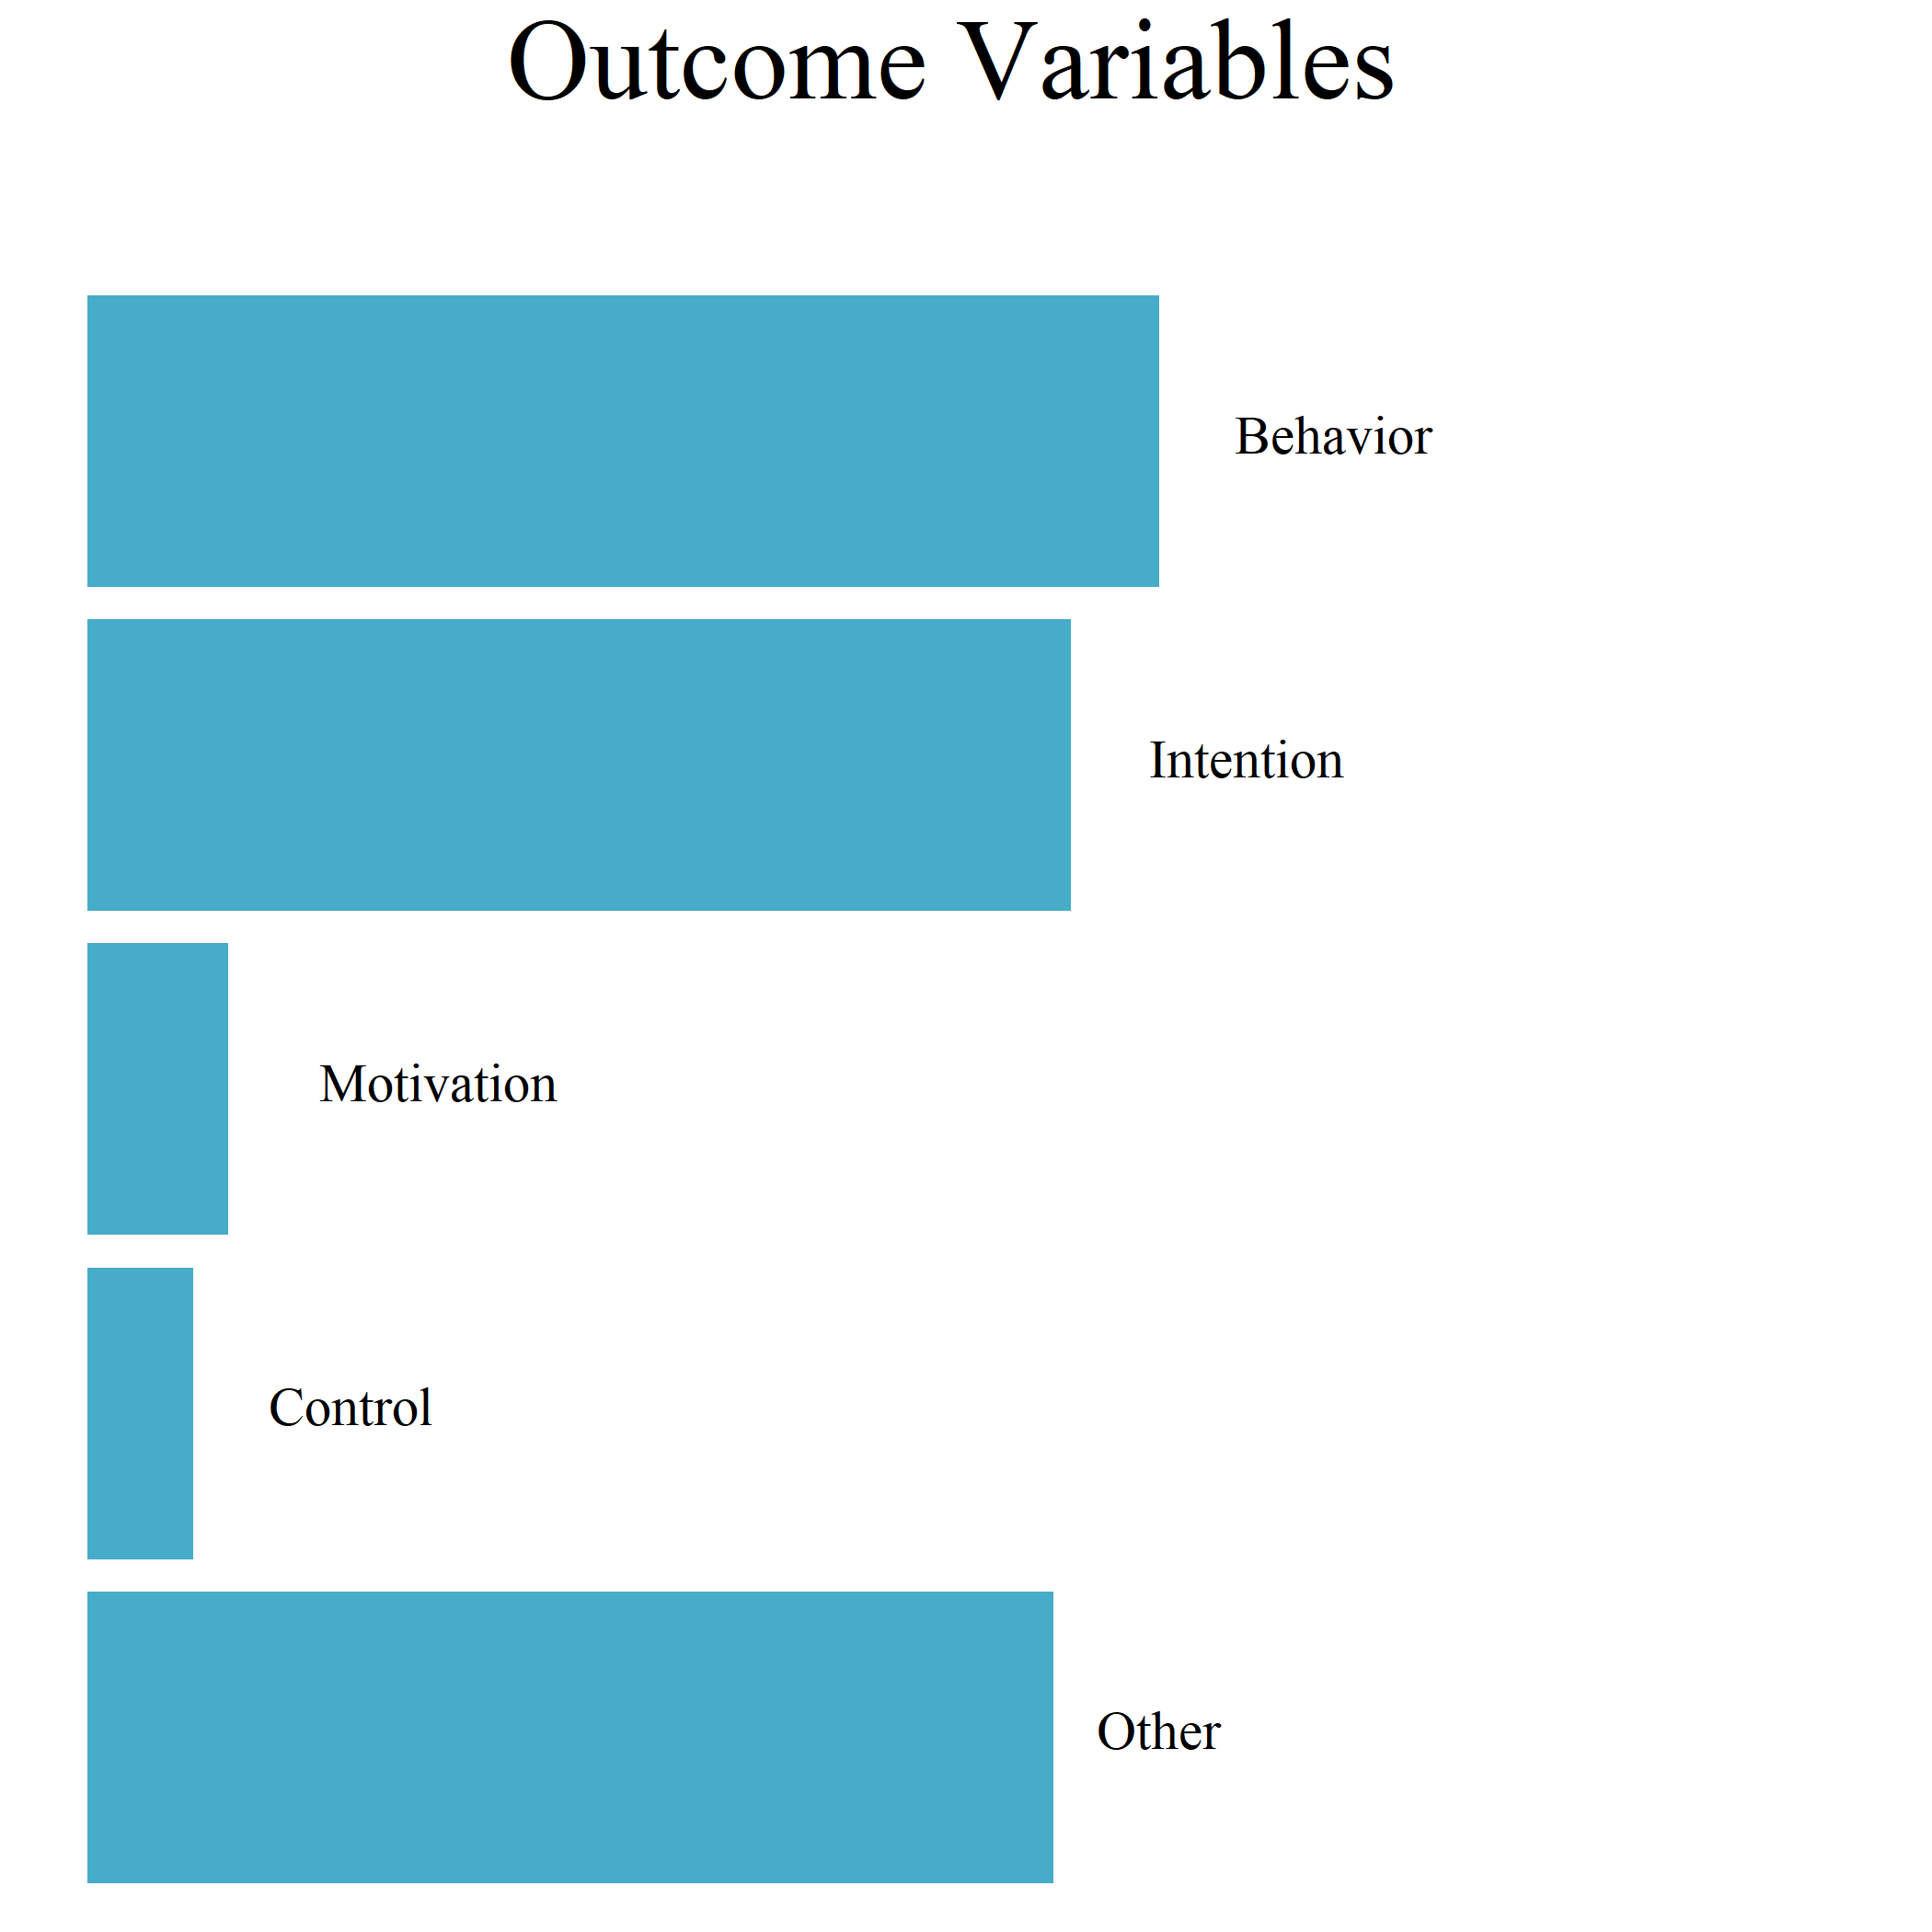 Outcome Variables
Behavior
Intention
Motivation
Control
Other